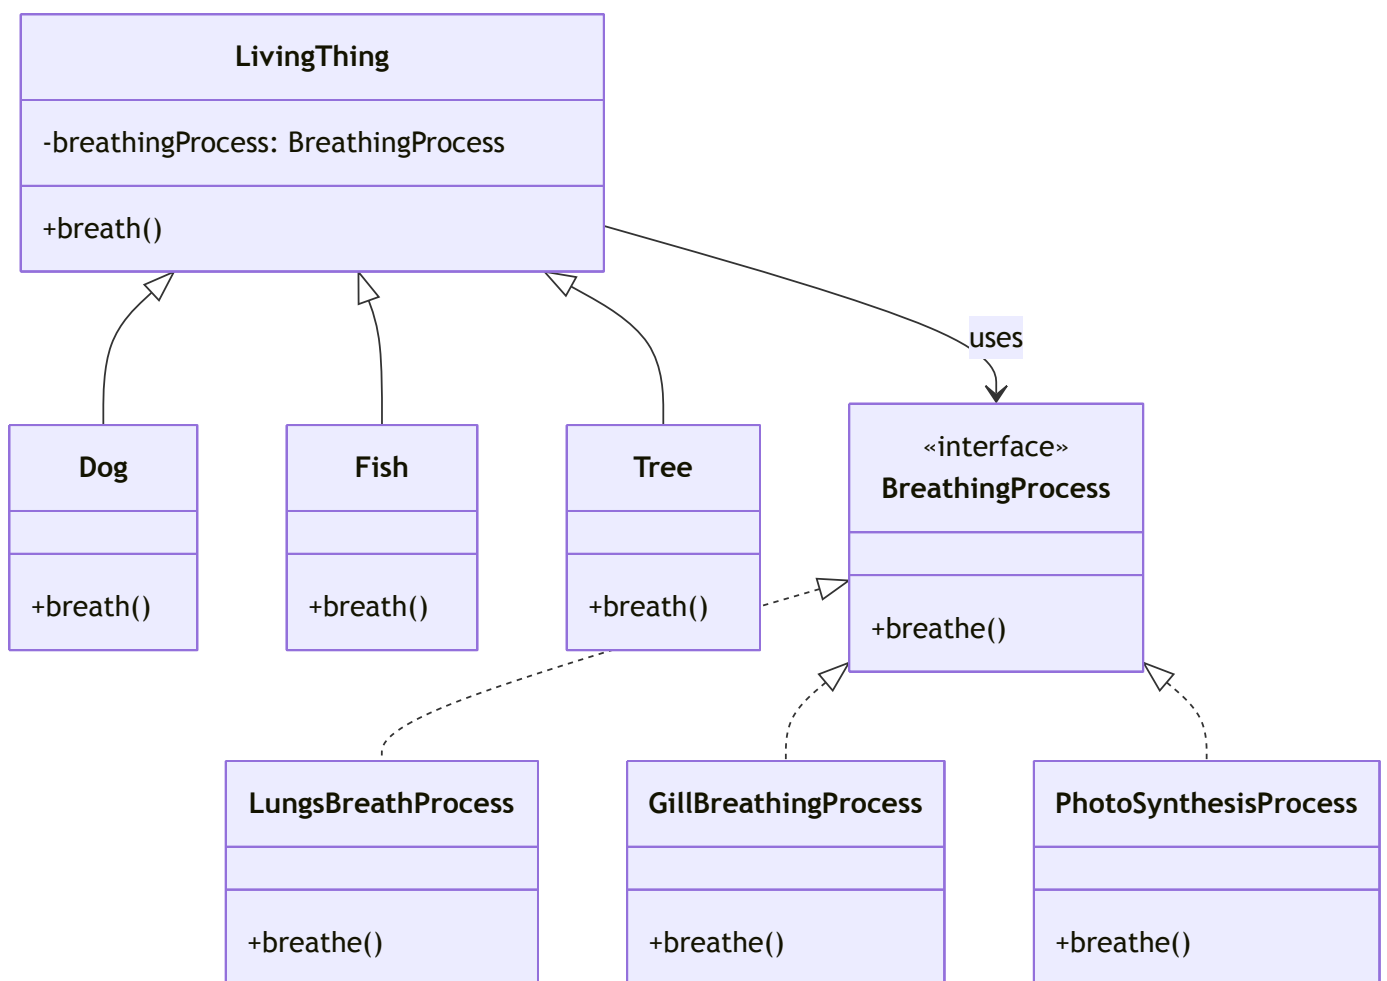 LivingThing
-breathingProcess: BreathingProcess
+breath()
uses
Dog
+breath()
Fish
+breath()
Tree
+breath()
«interface»
BreathingProcess
+breathe()
LungsBreathProcess
+breathe()
GillBreathingProcess
+breathe()
PhotoSynthesisProcess
+breathe()